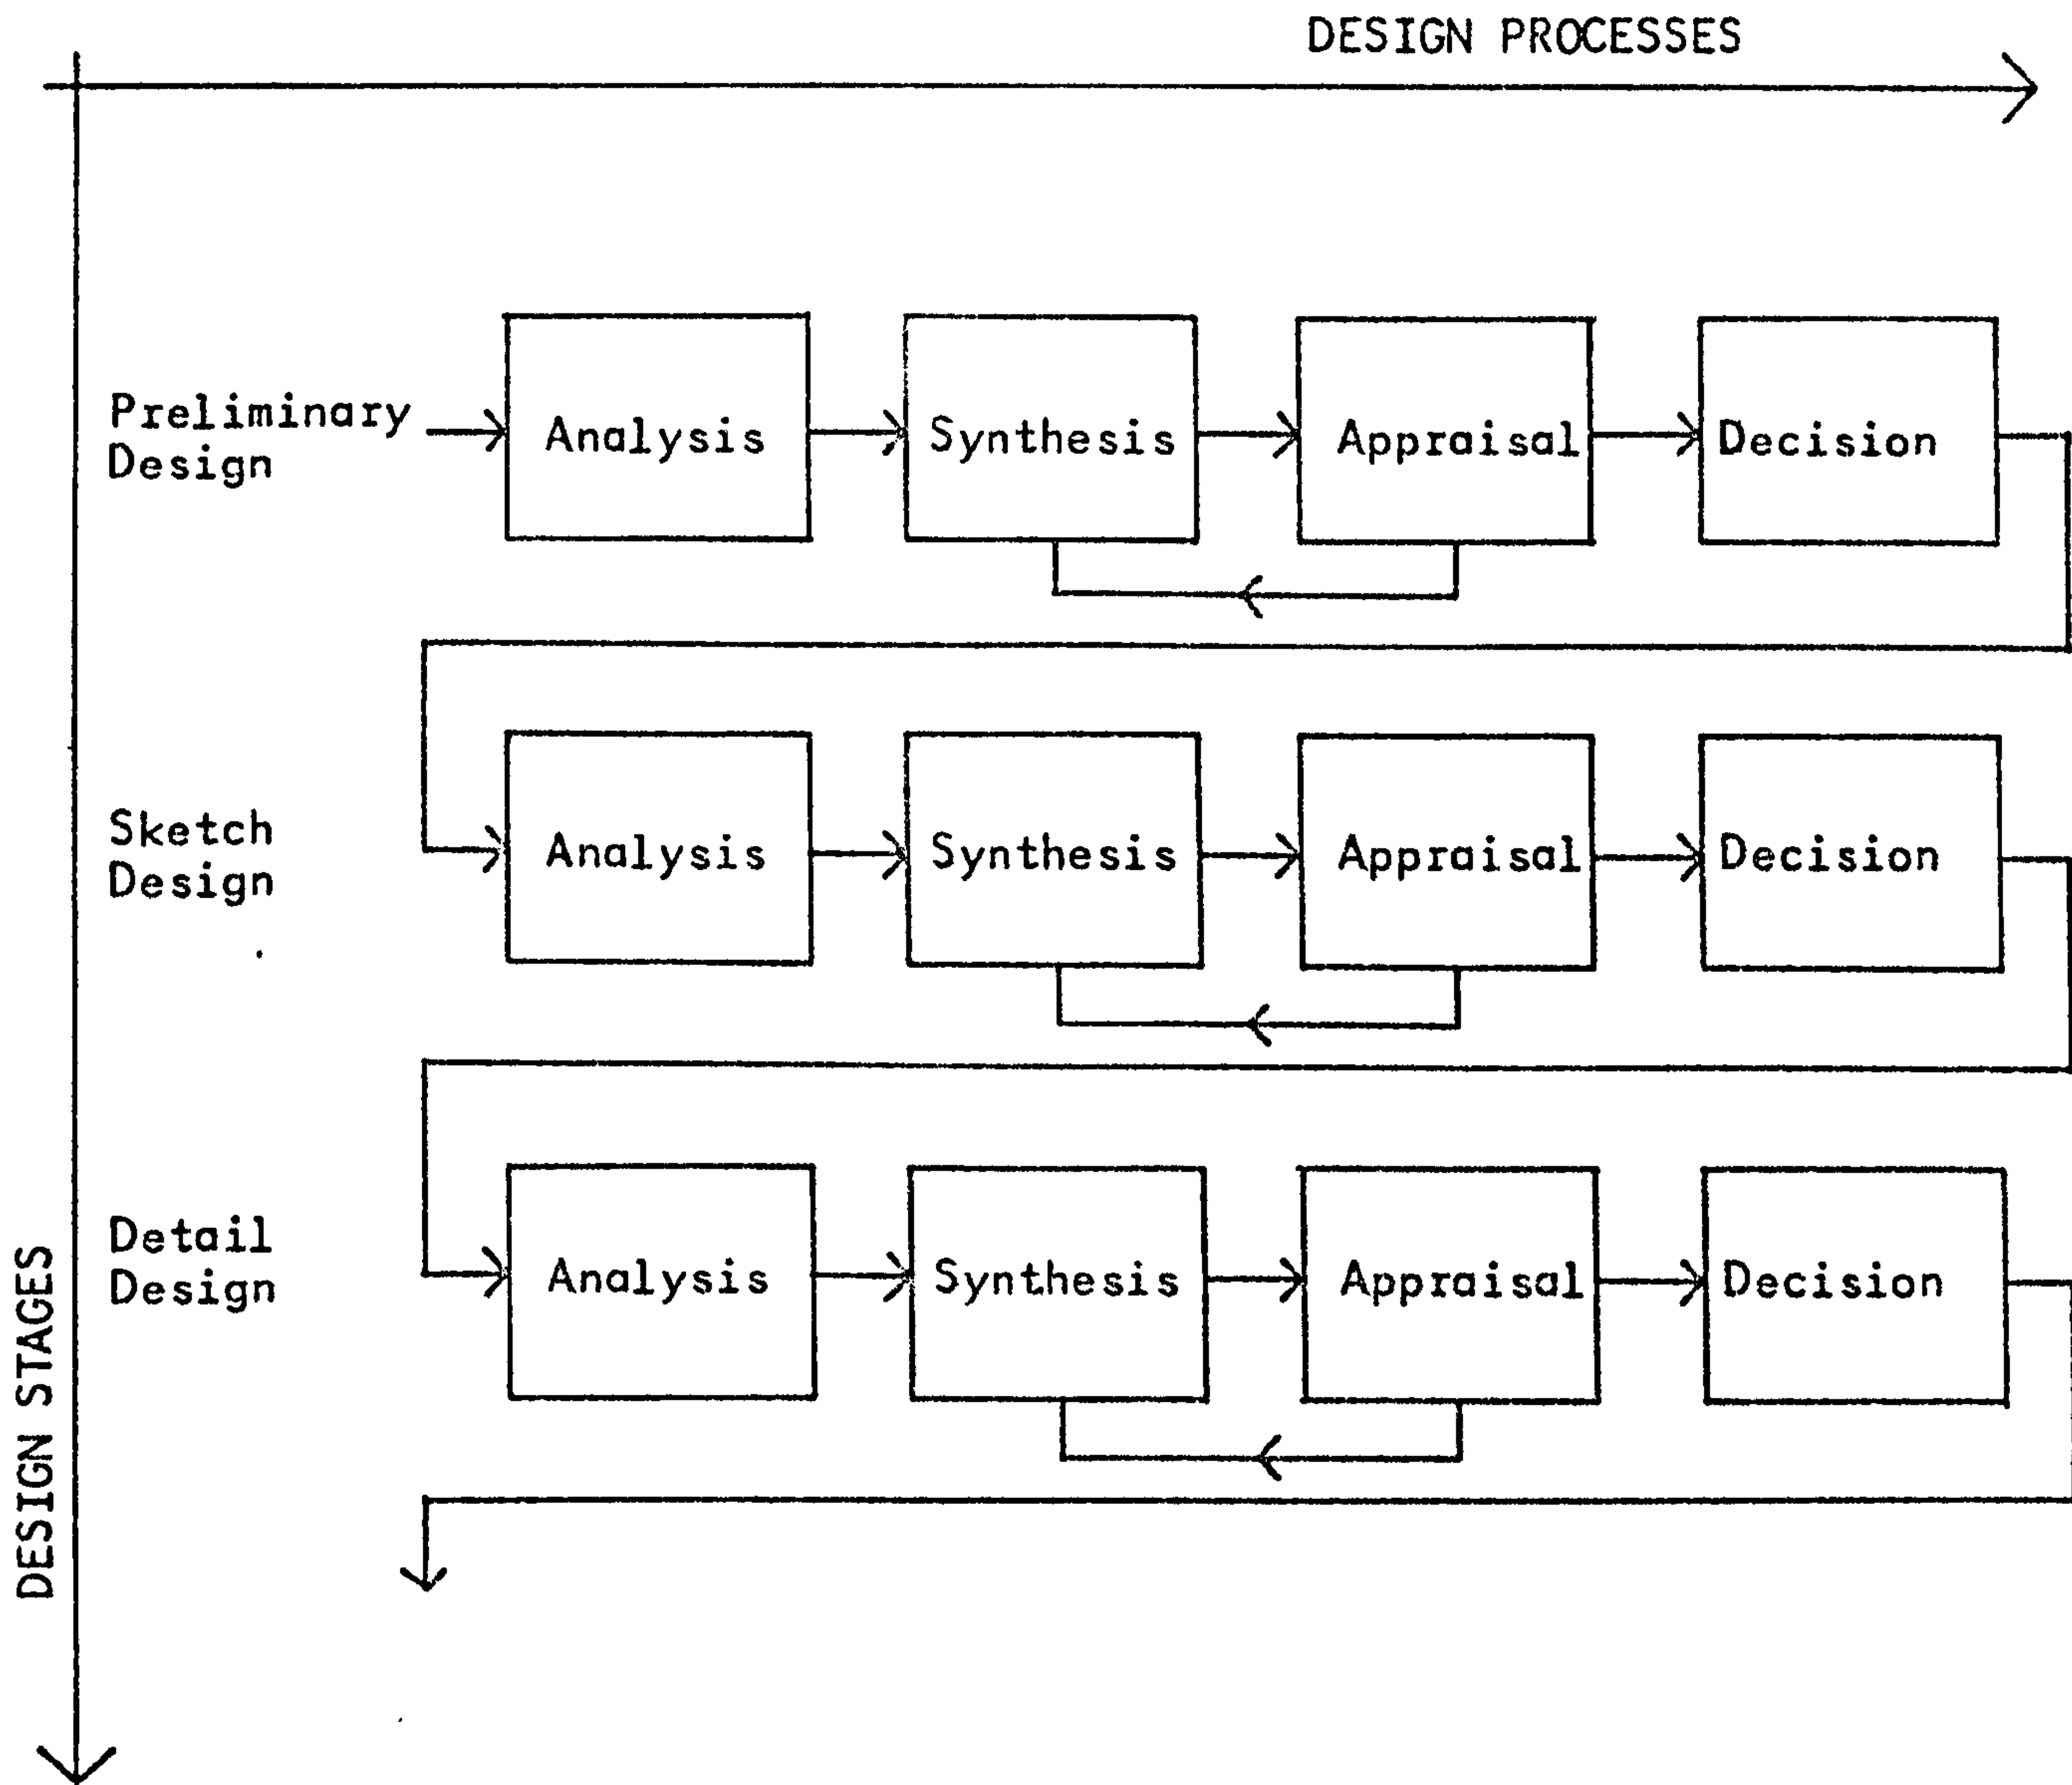 DESIGN PROCESSES
Preliminary
Design
Analysis
Synthesis
Appraisal
Decision
Sketch
Design
Analysis
Synthesis
Appraisal
Decision
Detail
Design
Analysis
Synthesis
Appraisal
Decision
DESIGN STAGES